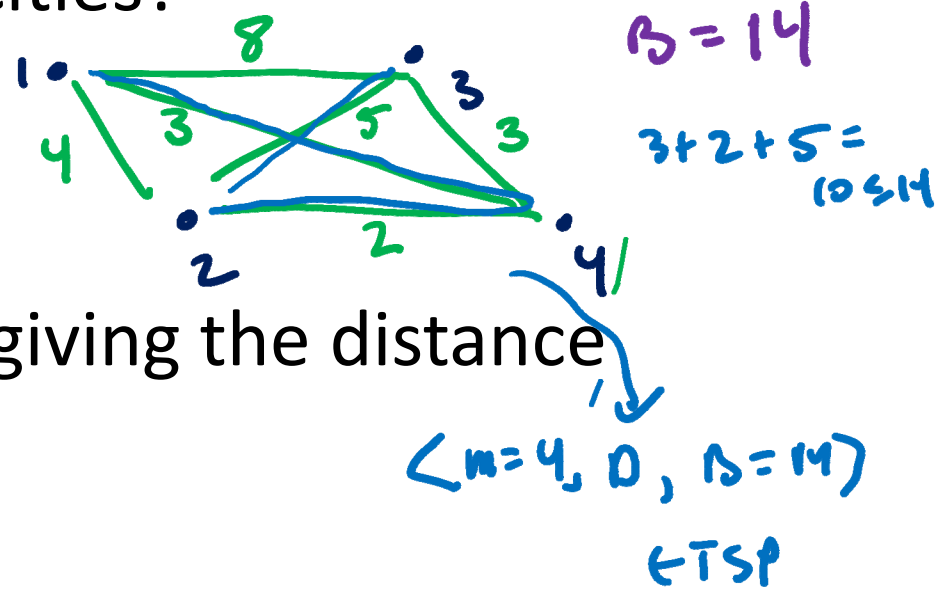 cities?
8
B = 14
1
3
4
3
5
3
3 + 2 + 5 =
10 ≤ 14
2
2
4
giving the distance
⟨m = 4, D, B = 14⟩
∈ TSP